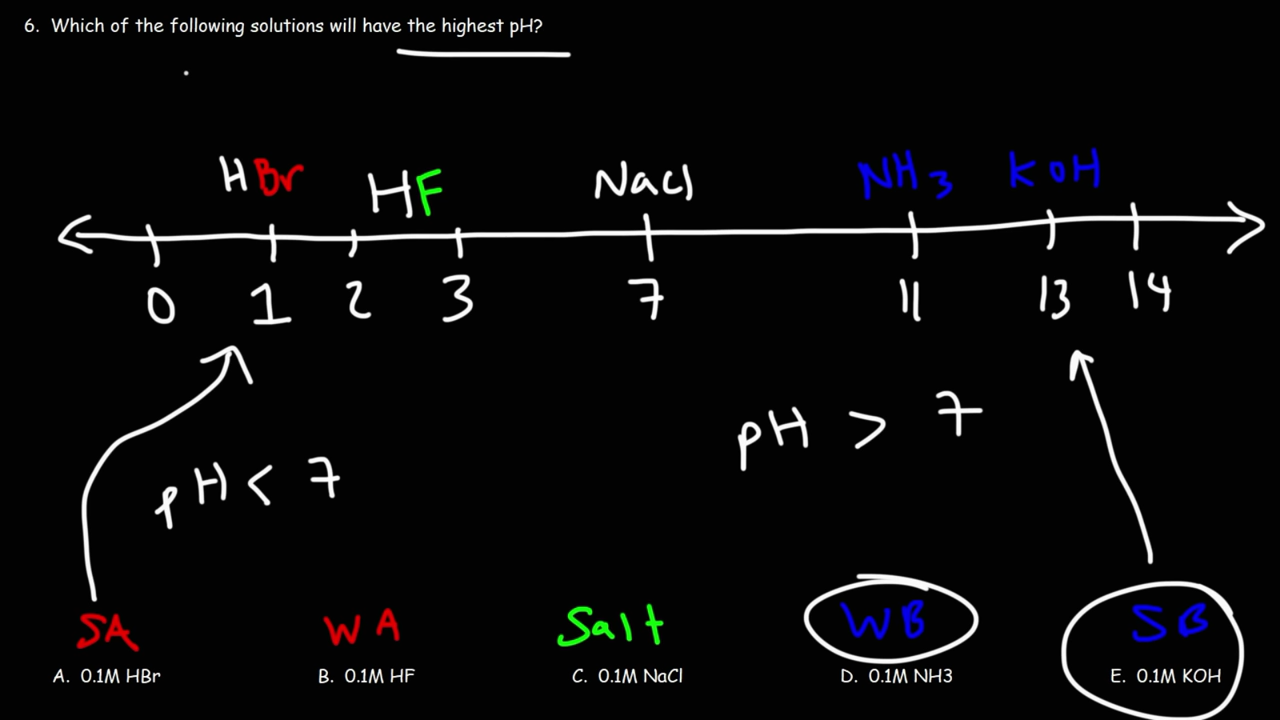 6. Which of the following solutions will have the highest pH?
HBr HF NaCl NH3 KOH
0 1 2 3 7 11 13 14
pH > 7
pH < 7
SA WA Salt WB SB
A. 0.1M HBr B. 0.1M HF C. 0.1M NaCl D. 0.1M NH3 E. 0.1M KOH